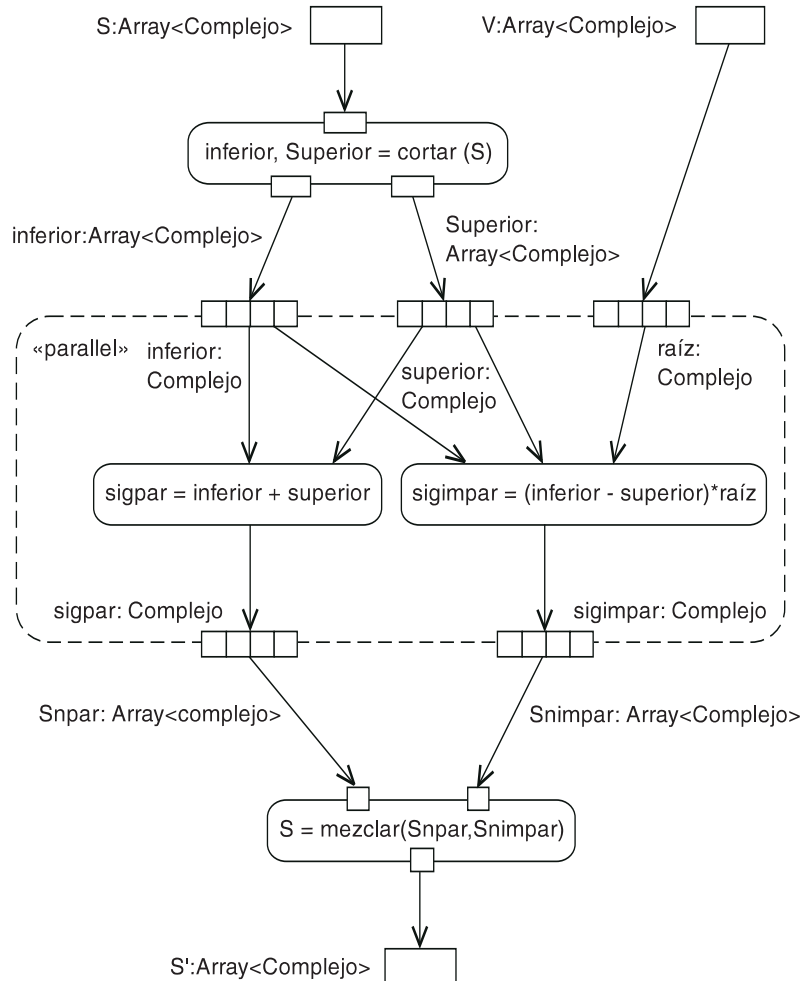 S:Array<Complejo>
V:Array<Complejo>
inferior, Superior = cortar (S)
inferior:Array<Complejo>
Superior:
Array<Complejo>
«parallel»
inferior:
Complejo
superior:
Complejo
raíz:
Complejo
sigpar = inferior + superior
sigimpar = (inferior - superior)*raíz
sigpar: Complejo
sigimpar: Complejo
Snpar: Array<complejo>
Snimpar: Array<Complejo>
S = mezclar(Snpar,Snimpar)
S':Array<Complejo>